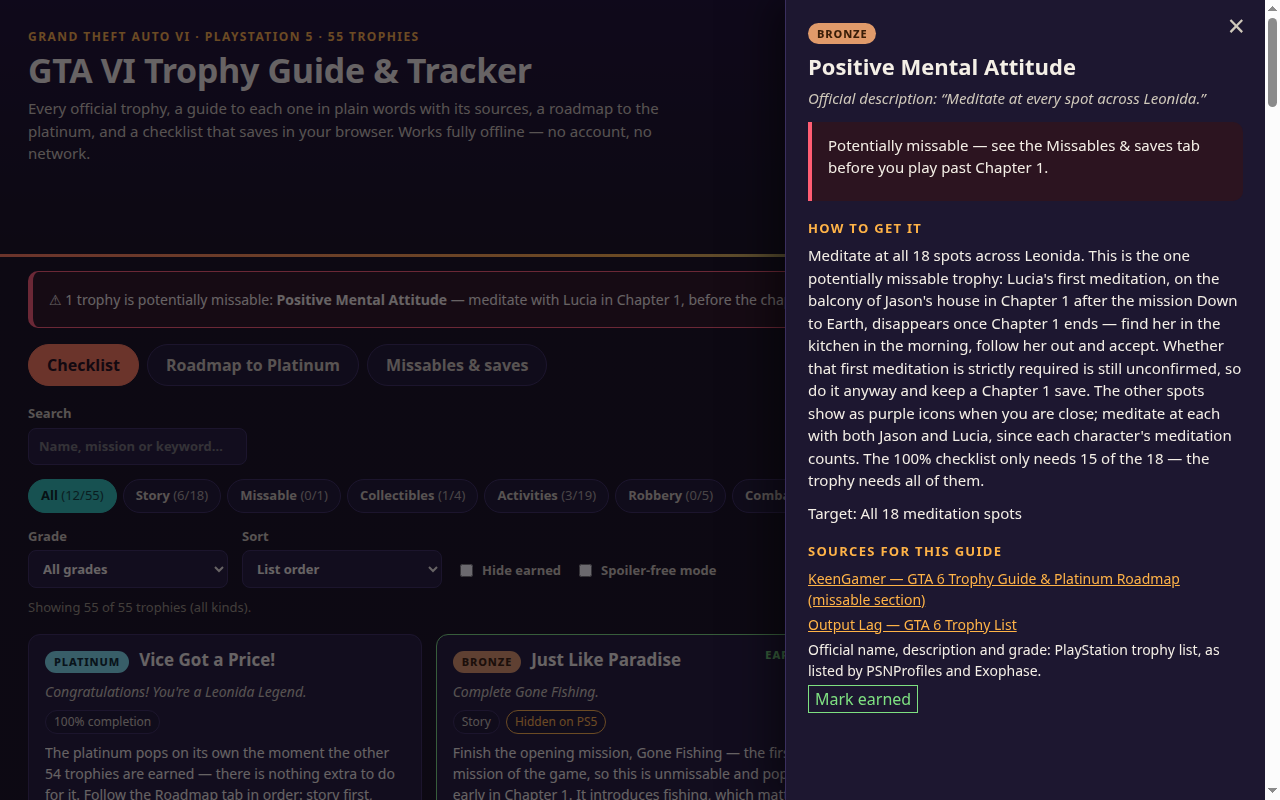 GRAND THEFT AUTO VI · PLAYSTATION 5 · 55 TROPHIES
GTA VI Trophy Guide & Tracker
Every official trophy, a guide to each one in plain words with its sources, a roadmap to the
platinum, and a checklist that saves in your browser. Works fully offline — no account, no
network.
⚠ 1 trophy is potentially missable: Positive Mental Attitude — meditate with Lucia in Chapter 1, before the cha
Checklist
Roadmap to Platinum
Missables & saves
Search
Name, mission or keyword...
All (12/55)
Story (6/18)
Missable (0/1)
Collectibles (1/4)
Activities (3/19)
Robbery (0/5)
Comba
Grade
Sort
All grades
List order
Hide earned
Spoiler-free mode
Showing 55 of 55 trophies (all kinds).
PLATINUM
Vice Got a Price!
Congratulations! You're a Leonida Legend.
100% completion
The platinum pops on its own the moment the other
54 trophies are earned — there is nothing extra to do
for it. Follow the Roadmap tab in order: story first,
BRONZE
Just Like Paradise
EAR
Complete Gone Fishing.
Story
Hidden on PS5
Finish the opening mission, Gone Fishing — the firs
mission of the game, so this is unmissable and pop
early in Chapter 1. It introduces fishing, which matt
×
BRONZE
Positive Mental Attitude
Official description: “Meditate at every spot across Leonida.”
Potentially missable — see the Missables & saves tab
before you play past Chapter 1.
HOW TO GET IT
Meditate at all 18 spots across Leonida. This is the one
potentially missable trophy: Lucia's first meditation, on the
balcony of Jason's house in Chapter 1 after the mission Down
to Earth, disappears once Chapter 1 ends — find her in the
kitchen in the morning, follow her out and accept. Whether
that first meditation is strictly required is still unconfirmed, so
do it anyway and keep a Chapter 1 save. The other spots
show as purple icons when you are close; meditate at each
with both Jason and Lucia, since each character's meditation
counts. The 100% checklist only needs 15 of the 18 — the
trophy needs all of them.
Target: All 18 meditation spots
SOURCES FOR THIS GUIDE
KeenGamer — GTA 6 Trophy Guide & Platinum Roadmap
(missable section)
Output Lag — GTA 6 Trophy List
Official name, description and grade: PlayStation trophy list, as
listed by PSNProfiles and Exophase.
Mark earned